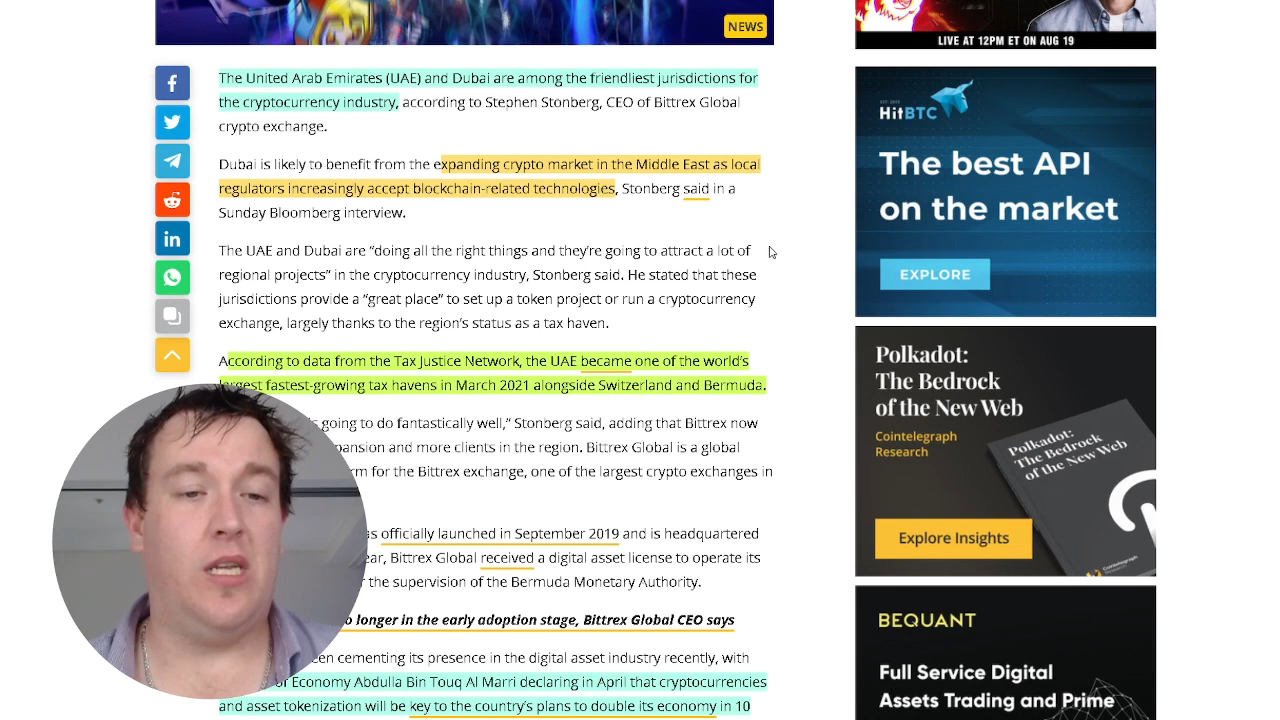 NEWS
LIVE AT 12PM ET ON AUG 19
The United Arab Emirates (UAE) and Dubai are among the friendliest jurisdictions for
the cryptocurrency industry, according to Stephen Stonberg, CEO of Bittrex Global
crypto exchange.
Dubai is likely to benefit from the expanding crypto market in the Middle East as local
regulators increasingly accept blockchain-related technologies, Stonberg said in a
Sunday Bloomberg interview.
The UAE and Dubai are “doing all the right things and they’re going to attract a lot of
regional projects” in the cryptocurrency industry, Stonberg said. He stated that these
jurisdictions provide a “great place” to set up a token project or run a cryptocurrency
exchange, largely thanks to the region’s status as a tax haven.
According to data from the Tax Justice Network, the UAE became one of the world’s
largest fastest-growing tax havens in March 2021 alongside Switzerland and Bermuda.
going to do fantastically well,” Stonberg said, adding that Bittrex now
and more clients in the region. Bittrex Global is a global
for the Bittrex exchange, one of the largest crypto exchanges in
officially launched in September 2019 and is headquartered
Bittrex Global received a digital asset license to operate its
the supervision of the Bermuda Monetary Authority.
longer in the early adoption stage, Bittrex Global CEO says
cementing its presence in the digital asset industry recently, with
of Economy Abdulla Bin Touq Al Marri declaring in April that cryptocurrencies
and asset tokenization will be key to the country’s plans to double its economy in 10
HitBTC
The best API
on the market
EXPLORE
Polkadot:
The Bedrock
of the New Web
Cointelegraph
Research
Polkadot:
The Bedrock
of the New Web
Explore Insights
BEQUANT
Full Service Digital
Assets Trading and Prime